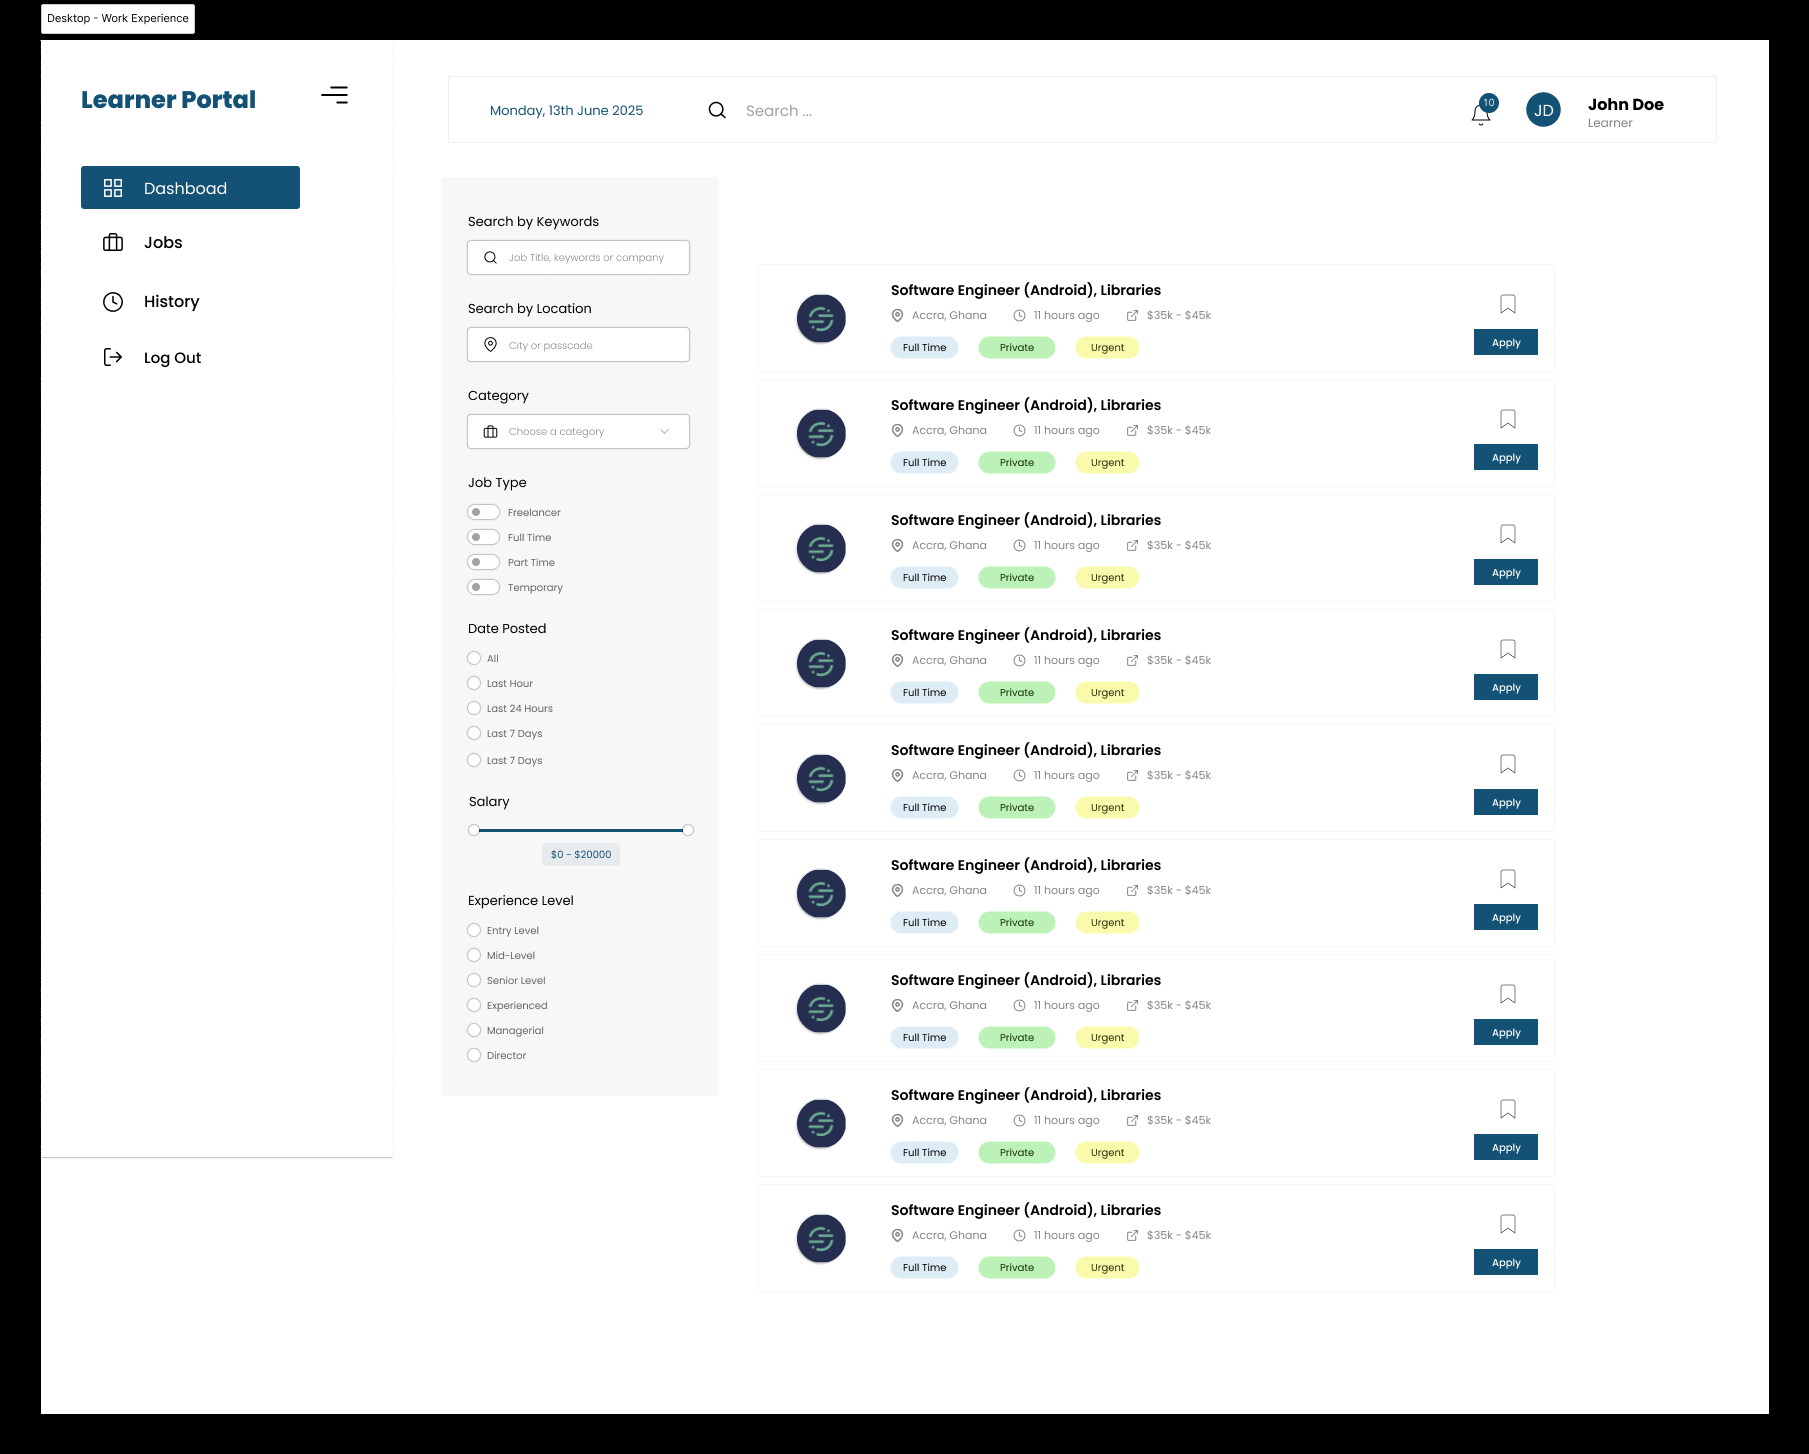 Desktop - Work Experience
Learner Portal
Dashboad
Jobs
History
Log Out
Monday, 13th June 2025
Search ...
10
JD
John Doe
Learner
Search by Keywords
Job Title, keywords or company
Search by Location
City or passcode
Category
Choose a category
Job Type
Freelancer
Full Time
Part Time
Temporary
Date Posted
All
Last Hour
Last 24 Hours
Last 7 Days
Last 7 Days
Salary
$0 - $20000
Experience Level
Entry Level
Mid-Level
Senior Level
Experienced
Managerial
Director
Software Engineer (Android), Libraries
Accra, Ghana 11 hours ago $35k - $45k
Full Time Private Urgent
Apply
Software Engineer (Android), Libraries
Accra, Ghana 11 hours ago $35k - $45k
Full Time Private Urgent
Apply
Software Engineer (Android), Libraries
Accra, Ghana 11 hours ago $35k - $45k
Full Time Private Urgent
Apply
Software Engineer (Android), Libraries
Accra, Ghana 11 hours ago $35k - $45k
Full Time Private Urgent
Apply
Software Engineer (Android), Libraries
Accra, Ghana 11 hours ago $35k - $45k
Full Time Private Urgent
Apply
Software Engineer (Android), Libraries
Accra, Ghana 11 hours ago $35k - $45k
Full Time Private Urgent
Apply
Software Engineer (Android), Libraries
Accra, Ghana 11 hours ago $35k - $45k
Full Time Private Urgent
Apply
Software Engineer (Android), Libraries
Accra, Ghana 11 hours ago $35k - $45k
Full Time Private Urgent
Apply
Software Engineer (Android), Libraries
Accra, Ghana 11 hours ago $35k - $45k
Full Time Private Urgent
Apply